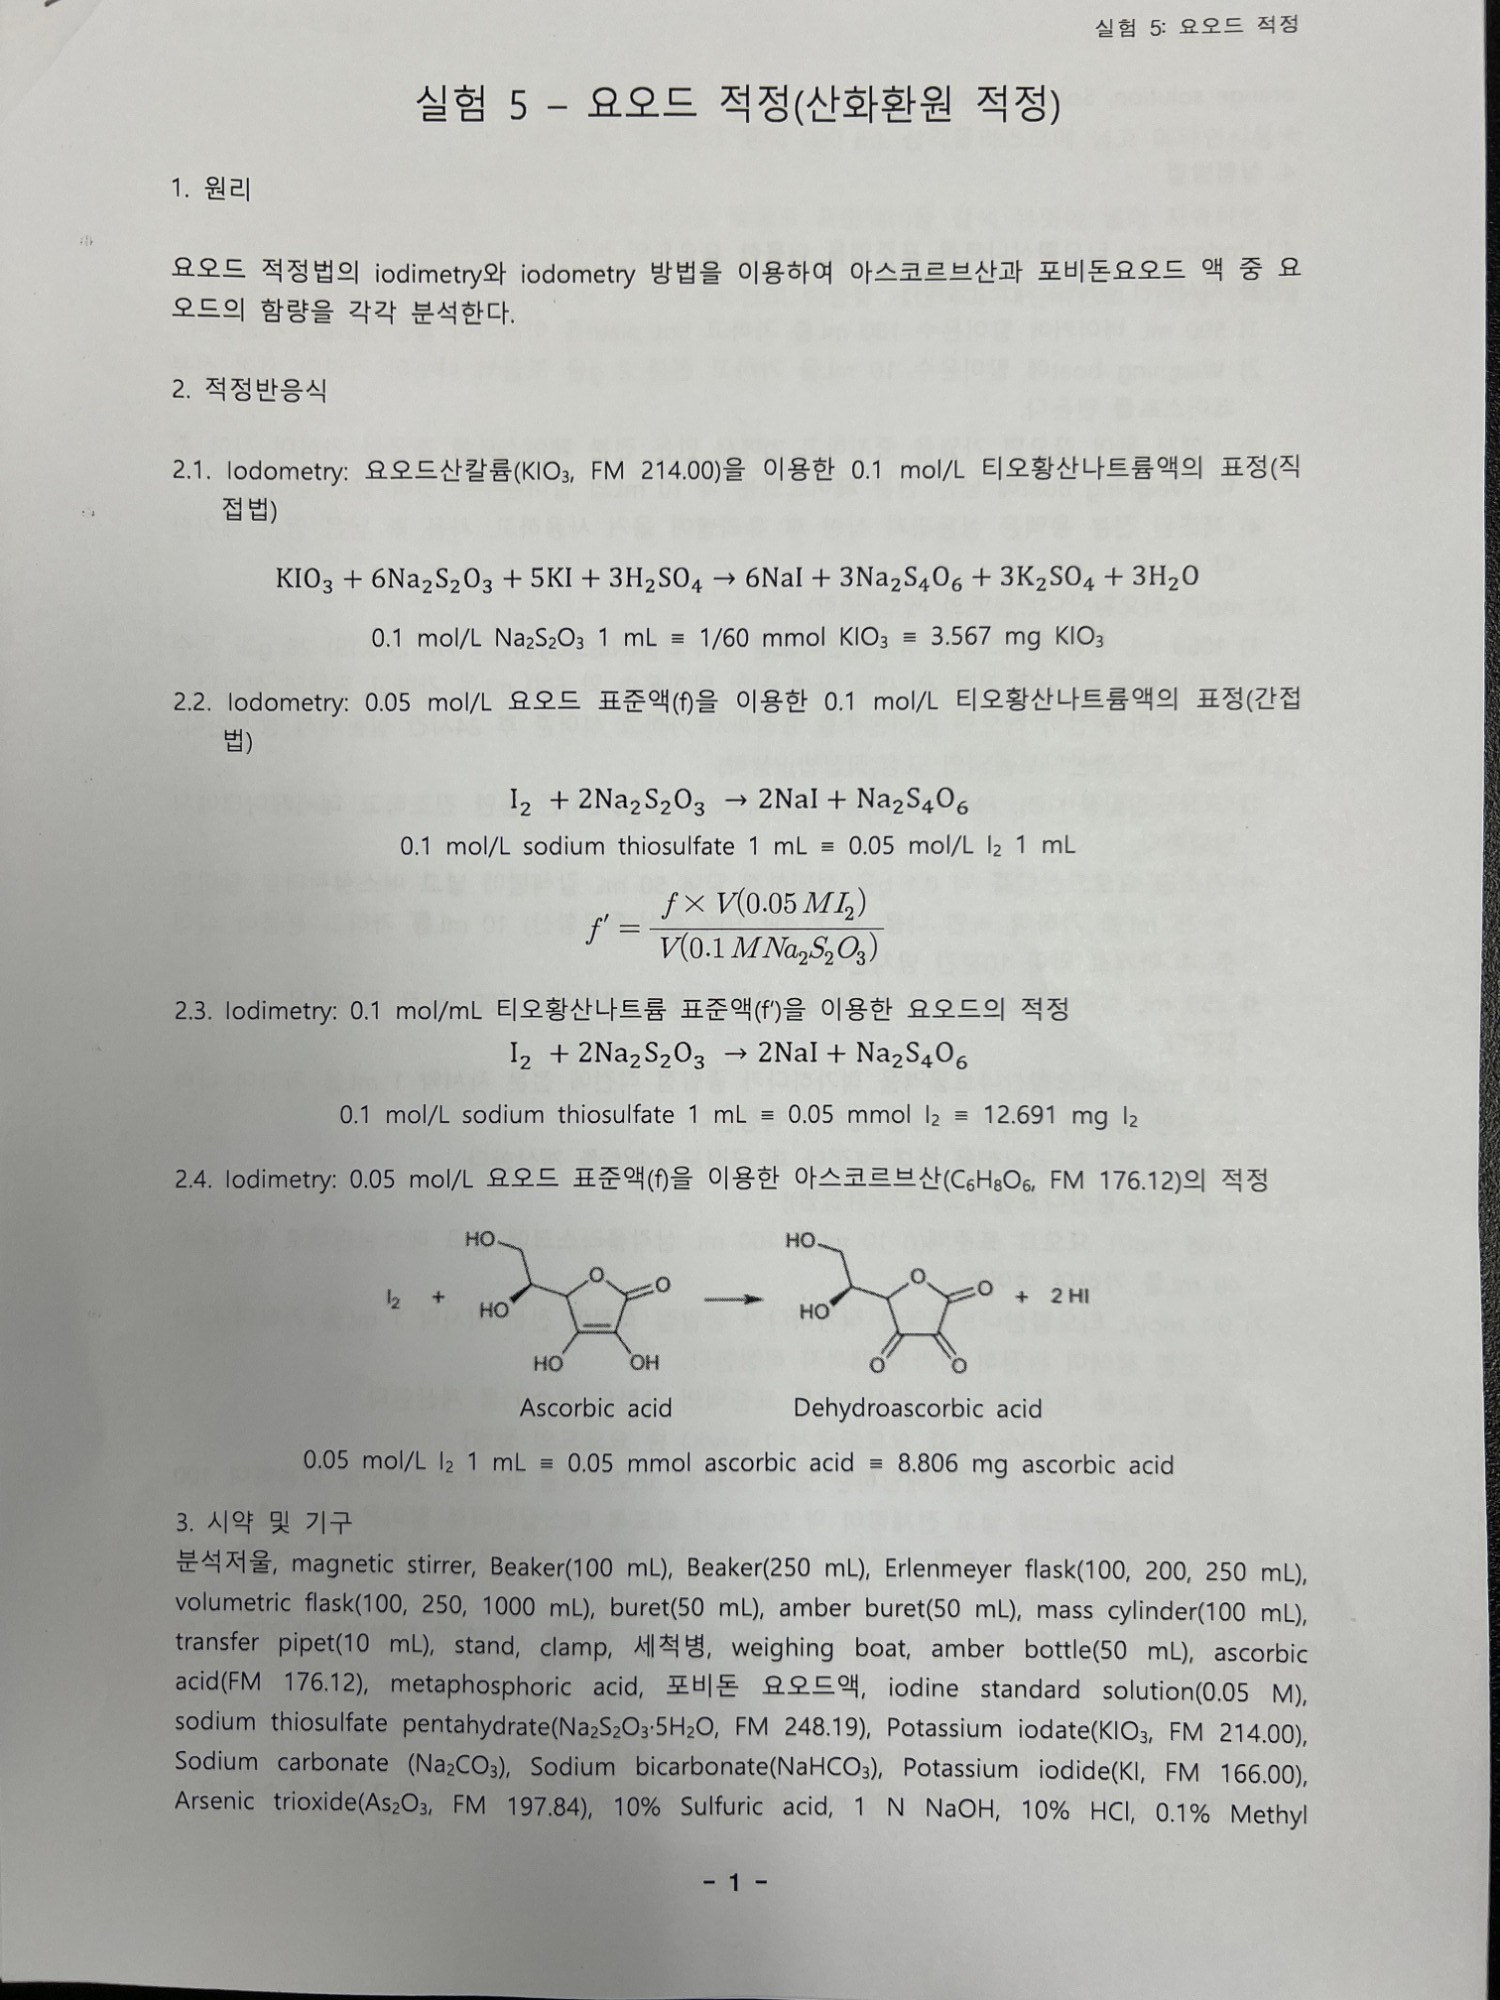 실험 5: 요오드 적정
실험 5 – 요오드 적정(산화환원 적정)
1. 원리
요오드 적정법의 iodimetry와 iodometry 방법을 이용하여 아스코르브산과 포비돈요오드 액 중 요
오드의 함량을 각각 분석한다.
2. 적정반응식
2.1. Iodometry: 요오드산칼륨(KIO₃, FM 214.00)을 이용한 0.1 mol/L 티오황산나트륨액의 표정(직
접법)
KIO₃ + 6Na₂S₂O₃ + 5KI + 3H₂SO₄ → 6NaI + 3Na₂S₄O₆ + 3K₂SO₄ + 3H₂O
0.1 mol/L Na₂S₂O₃ 1 mL ≡ 1/60 mmol KIO₃ ≡ 3.567 mg KIO₃
2.2. Iodometry: 0.05 mol/L 요오드 표준액(f)을 이용한 0.1 mol/L 티오황산나트륨액의 표정(간접
법)
I₂ + 2Na₂S₂O₃ → 2NaI + Na₂S₄O₆
0.1 mol/L sodium thiosulfate 1 mL ≡ 0.05 mol/L I₂ 1 mL
f × V(0.05 M I₂)
f′ =
V(0.1 M Na₂S₂O₃)
2.3. Iodimetry: 0.1 mol/mL 티오황산나트륨 표준액(f′)을 이용한 요오드의 적정
I₂ + 2Na₂S₂O₃ → 2NaI + Na₂S₄O₆
0.1 mol/L sodium thiosulfate 1 mL ≡ 0.05 mmol I₂ ≡ 12.691 mg I₂
2.4. Iodimetry: 0.05 mol/L 요오드 표준액(f)을 이용한 아스코르브산(C₆H₈O₆, FM 176.12)의 적정
HO HO
O O O O
I₂ + + 2 HI
HO HO
HO OH O O
Ascorbic acid Dehydroascorbic acid
0.05 mol/L I₂ 1 mL ≡ 0.05 mmol ascorbic acid ≡ 8.806 mg ascorbic acid
3. 시약 및 기구
분석저울, magnetic stirrer, Beaker(100 mL), Beaker(250 mL), Erlenmeyer flask(100, 200, 250 mL),
volumetric flask(100, 250, 1000 mL), buret(50 mL), amber buret(50 mL), mass cylinder(100 mL),
transfer pipet(10 mL), stand, clamp, 세척병, weighing boat, amber bottle(50 mL), ascorbic
acid(FM 176.12), metaphosphoric acid, 포비돈 요오드액, iodine standard solution(0.05 M),
sodium thiosulfate pentahydrate(Na₂S₂O₃·5H₂O, FM 248.19), Potassium iodate(KIO₃, FM 214.00),
Sodium carbonate (Na₂CO₃), Sodium bicarbonate(NaHCO₃), Potassium iodide(KI, FM 166.00),
Arsenic trioxide(As₂O₃, FM 197.84), 10% Sulfuric acid, 1 N NaOH, 10% HCl, 0.1% Methyl
- 1 -